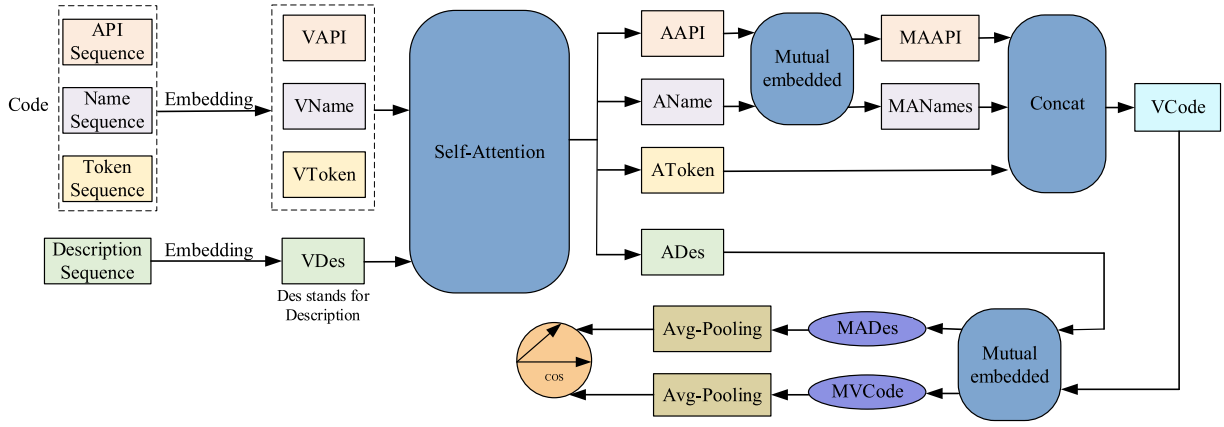 Code
API
Sequence
Name
Sequence
Token
Sequence
Embedding
VAPI
VName
VToken
Description
Sequence
Embedding
VDes
Des stands for
Description
Self-Attention
AAPI
AName
AToken
ADes
Mutual
embedded
MAAPI
MANames
Concat
VCode
Mutual
embedded
MADes
MVCode
Avg-Pooling
Avg-Pooling
COS